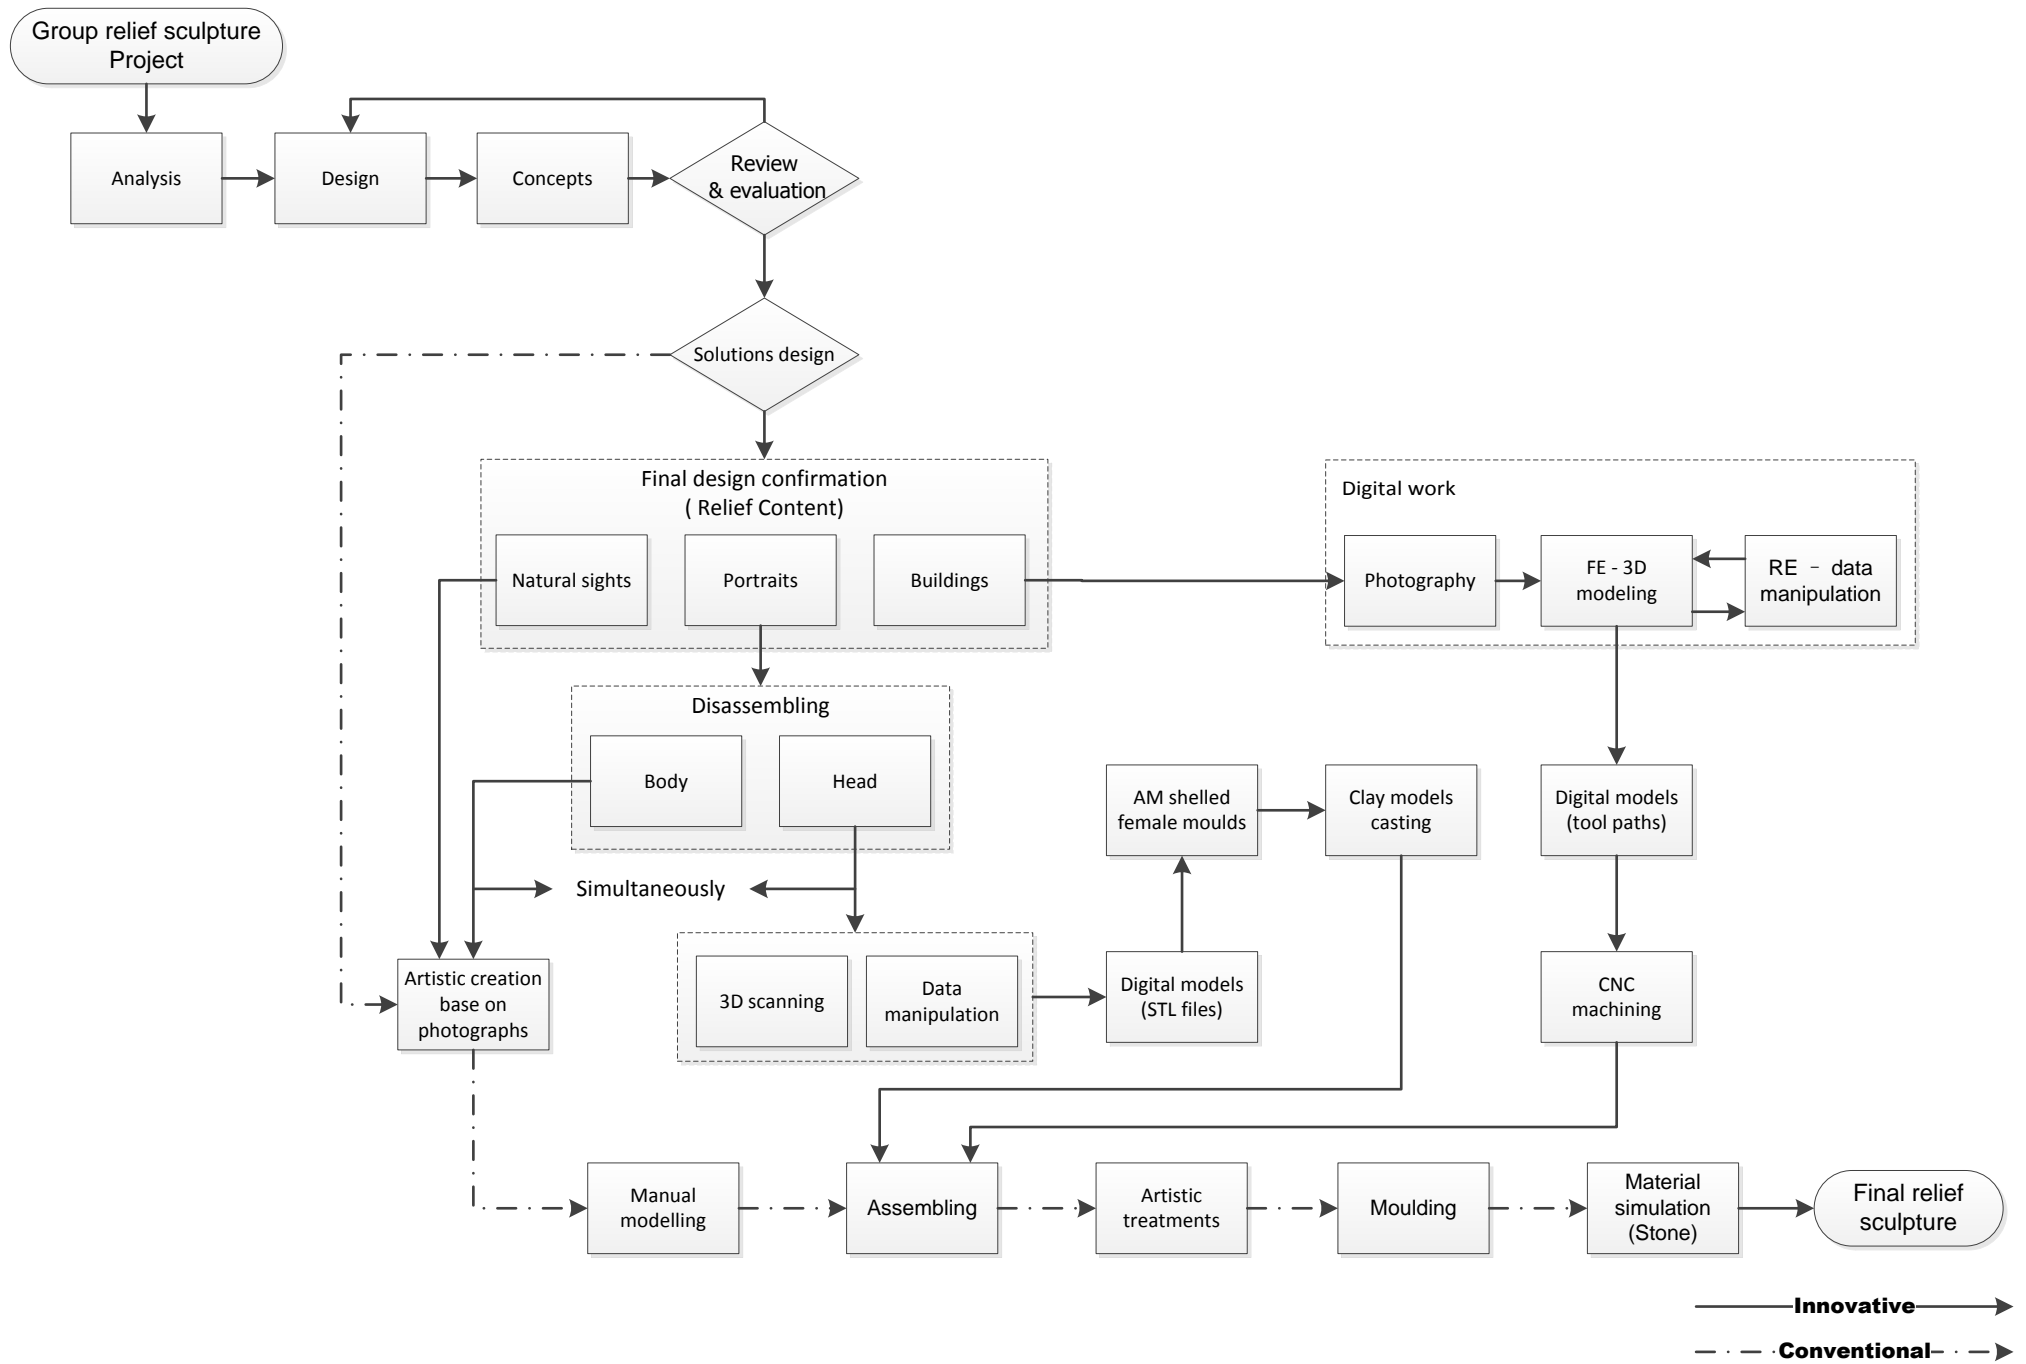 Group relief sculpture
Project
Analysis
Design
Concepts
Review
& evaluation
Solutions design
Final design confirmation
( Relief Content)
Natural sights
Portraits
Buildings
Digital work
Photography
FE - 3D
modeling
RE – data
manipulation
Disassembling
Body
Head
AM shelled
female moulds
Clay models
casting
Digital models
(tool paths)
Simultaneously
Artistic creation
base on
photographs
3D scanning
Data
manipulation
Digital models
(STL files)
CNC
machining
Manual
modelling
Assembling
Artistic
treatments
Moulding
Material
simulation
(Stone)
Final relief
sculpture
Innovative
Conventional